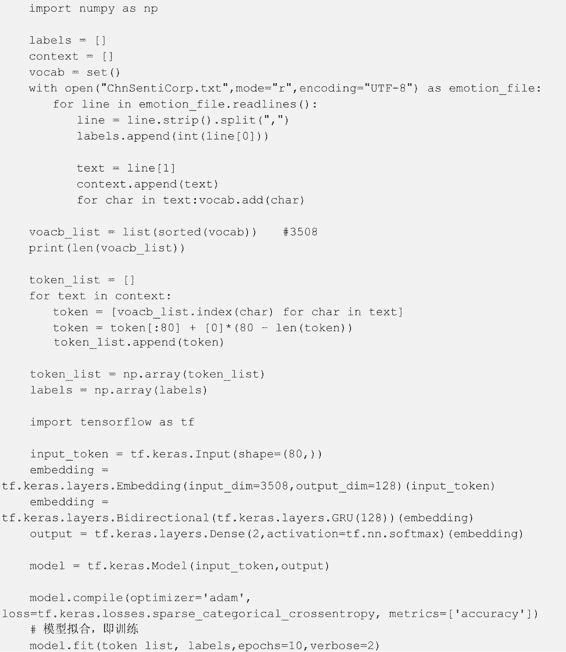 import numpy as np
labels = []
context = []
vocab = set()
with open("ChnSentiCorp.txt",mode="r",encoding="UTF-8") as emotion_file:
for line in emotion_file.readlines():
line = line.strip().split(",")
labels.append(int(line[0]))
text = line[1]
context.append(text)
for char in text:vocab.add(char)
voacb_list = list(sorted(vocab)) #3508
print(len(voacb_list))
token_list = []
for text in context:
token = [voacb_list.index(char) for char in text]
token = token[:80] + [0]*(80 - len(token))
token_list.append(token)
token_list = np.array(token_list)
labels = np.array(labels)
import tensorflow as tf
input_token = tf.keras.Input(shape=(80,))
embedding =
tf.keras.layers.Embedding(input_dim=3508,output_dim=128)(input_token)
embedding =
tf.keras.layers.Bidirectional(tf.keras.layers.GRU(128))(embedding)
output = tf.keras.layers.Dense(2,activation=tf.nn.softmax)(embedding)
model = tf.keras.Model(input_token,output)
model.compile(optimizer='adam',
loss=tf.keras.losses.sparse_categorical_crossentropy, metrics=['accuracy'])
# 模型拟合，即训练
model.fit(token_list, labels,epochs=10,verbose=2)